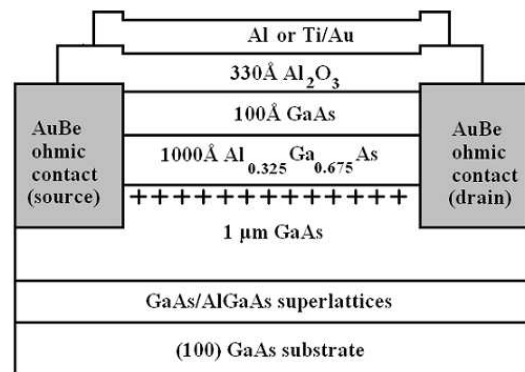 Al or Ti/Au
330Å Al₂O₃
100Å GaAs
1000Å Al₀.₃₂₅Ga₀.₆₇₅As
AuBe
ohmic
contact
(source)
AuBe
ohmic
contact
(drain)
+++++++++++++
1 µm GaAs
GaAs/AlGaAs superlattices
(100) GaAs substrate